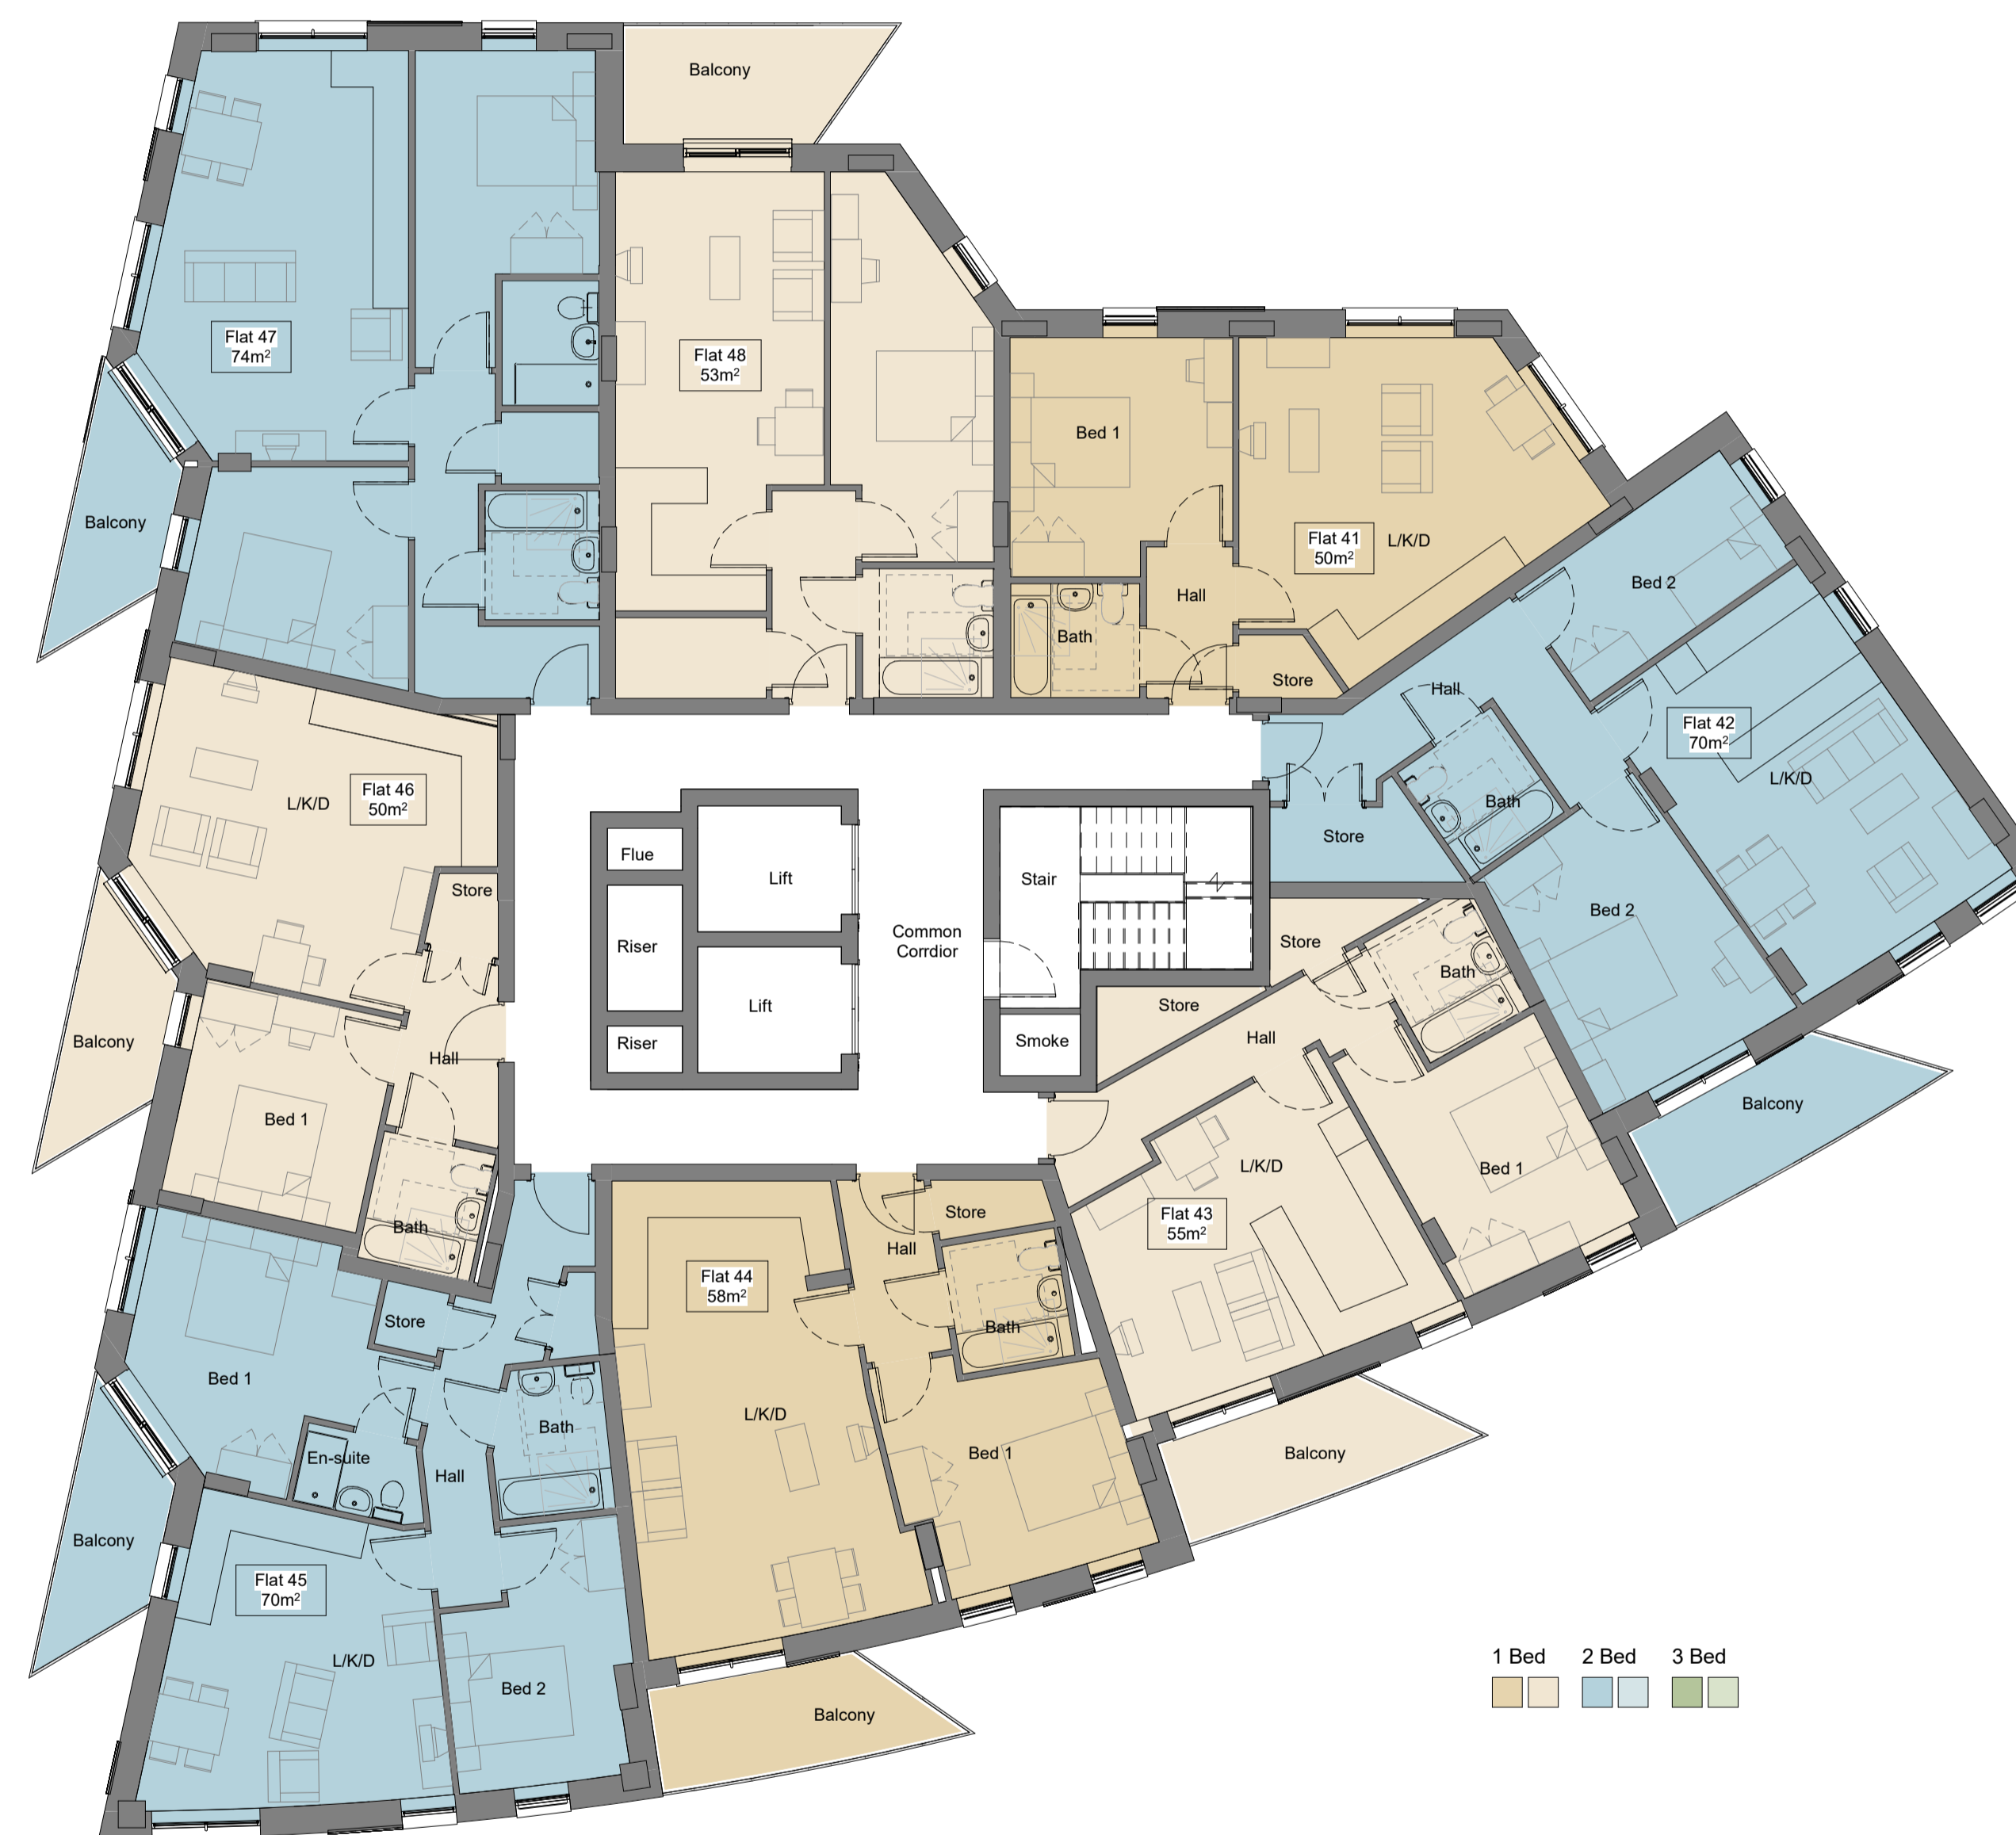 Balcony
Flat 47
74m²
Flat 48
53m²
Bed 1
Flat 41
50m²
L/K/D
Balcony
Bed 2
Hall
Bath
Store
Hall
Flat 42
70m²
L/K/D
Flat 46
50m²
L/K/D
Bath
Store
Flue
Lift
Stair
Store
Common
Corrdior
Bed 2
Store
Riser
Bath
Store
Lift
Hall
Balcony
Riser
Smoke
Hall
Balcony
Bed 1
L/K/D
Bed 1
Bath
Store
Flat 43
55m²
Hall
Flat 44
58m²
Store
Bath
Bed 1
L/K/D
Bath
Bed 1
Balcony
En-suite
Hall
Balcony
Flat 45
70m²
L/K/D
Bed 2
Balcony
1 Bed
2 Bed
3 Bed